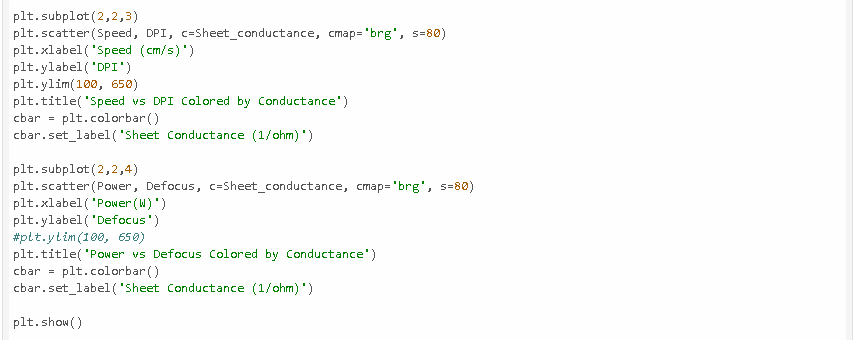 plt.subplot(2,2,3)
plt.scatter(Speed, DPI, c=Sheet_conductance, cmap='brg', s=80)
plt.xlabel('Speed (cm/s)')
plt.ylabel('DPI')
plt.ylim(100, 650)
plt.title('Speed vs DPI Colored by Conductance')
cbar = plt.colorbar()
cbar.set_label('Sheet Conductance (1/ohm)')
plt.subplot(2,2,4)
plt.scatter(Power, Defocus, c=Sheet_conductance, cmap='brg', s=80)
plt.xlabel('Power(W)')
plt.ylabel('Defocus')
#plt.ylim(100, 650)
plt.title('Power vs Defocus Colored by Conductance')
cbar = plt.colorbar()
cbar.set_label('Sheet Conductance (1/ohm)')
plt.show()